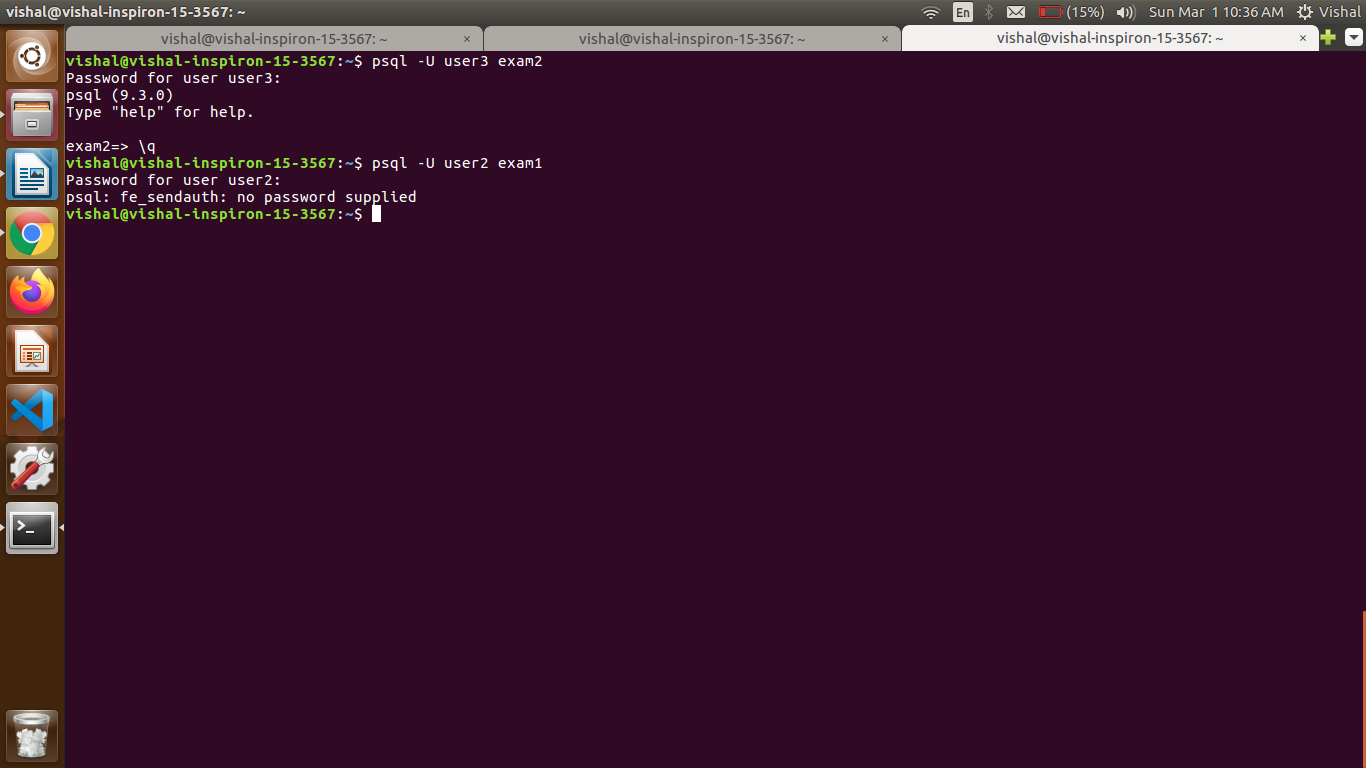 vishal@vishal-inspiron-15-3567: ~
En
(15%)
Sun Mar 1 10:36 AM
Vishal
vishal@vishal-inspiron-15-3567: ~ ×
vishal@vishal-inspiron-15-3567: ~ ×
vishal@vishal-inspiron-15-3567: ~ ×
vishal@vishal-inspiron-15-3567:~$ psql -U user3 exam2
Password for user user3:
psql (9.3.0)
Type "help" for help.
exam2=> \q
vishal@vishal-inspiron-15-3567:~$ psql -U user2 exam1
Password for user user2:
psql: fe_sendauth: no password supplied
vishal@vishal-inspiron-15-3567:~$